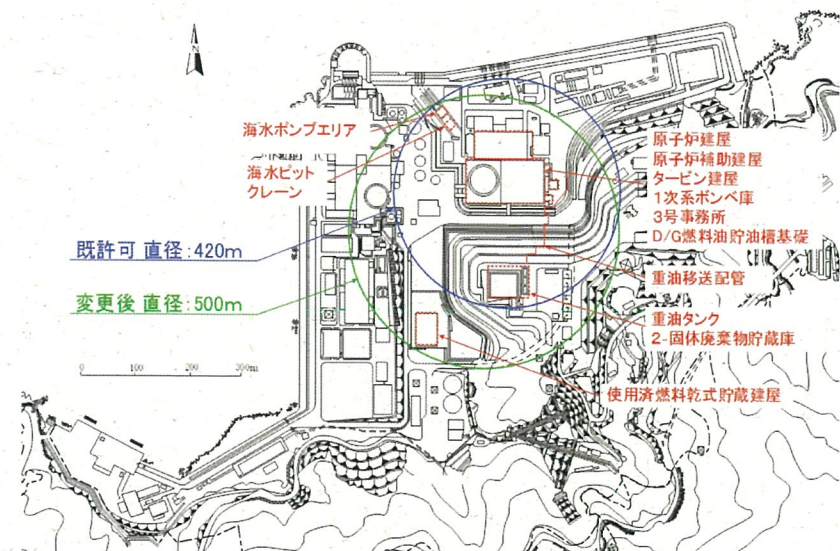 N
海水ポンプエリア
海水ピット
クレーン
既許可 直径:420m
変更後 直径:500m
0 100 200 300m
原子炉建屋
原子炉補助建屋
タービン建屋
1次系ボンベ庫
3号事務所
D/G燃料油貯油槽基礎
重油移送配管
重油タンク
2-固体廃棄物貯蔵庫
使用済燃料乾式貯蔵建屋